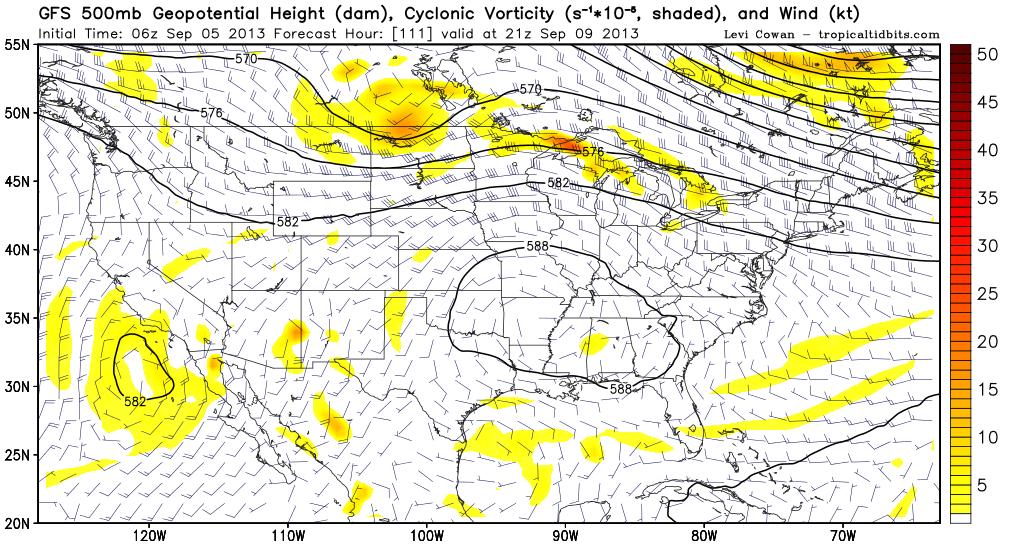 GFS 500mb Geopotential Height (dam), Cyclonic Vorticity (s⁻¹*10⁻⁵, shaded), and Wind (kt)
Initial Time: 06z Sep 05 2013 Forecast Hour: [111] valid at 21z Sep 09 2013 Levi Cowan – tropicaltidbits.com
55N
50N
45N
40N
35N
30N
25N
20N
570
576
570
576
582
582
588
588
582
50
45
40
35
30
25
20
15
10
5
120W 110W 100W 90W 80W 70W